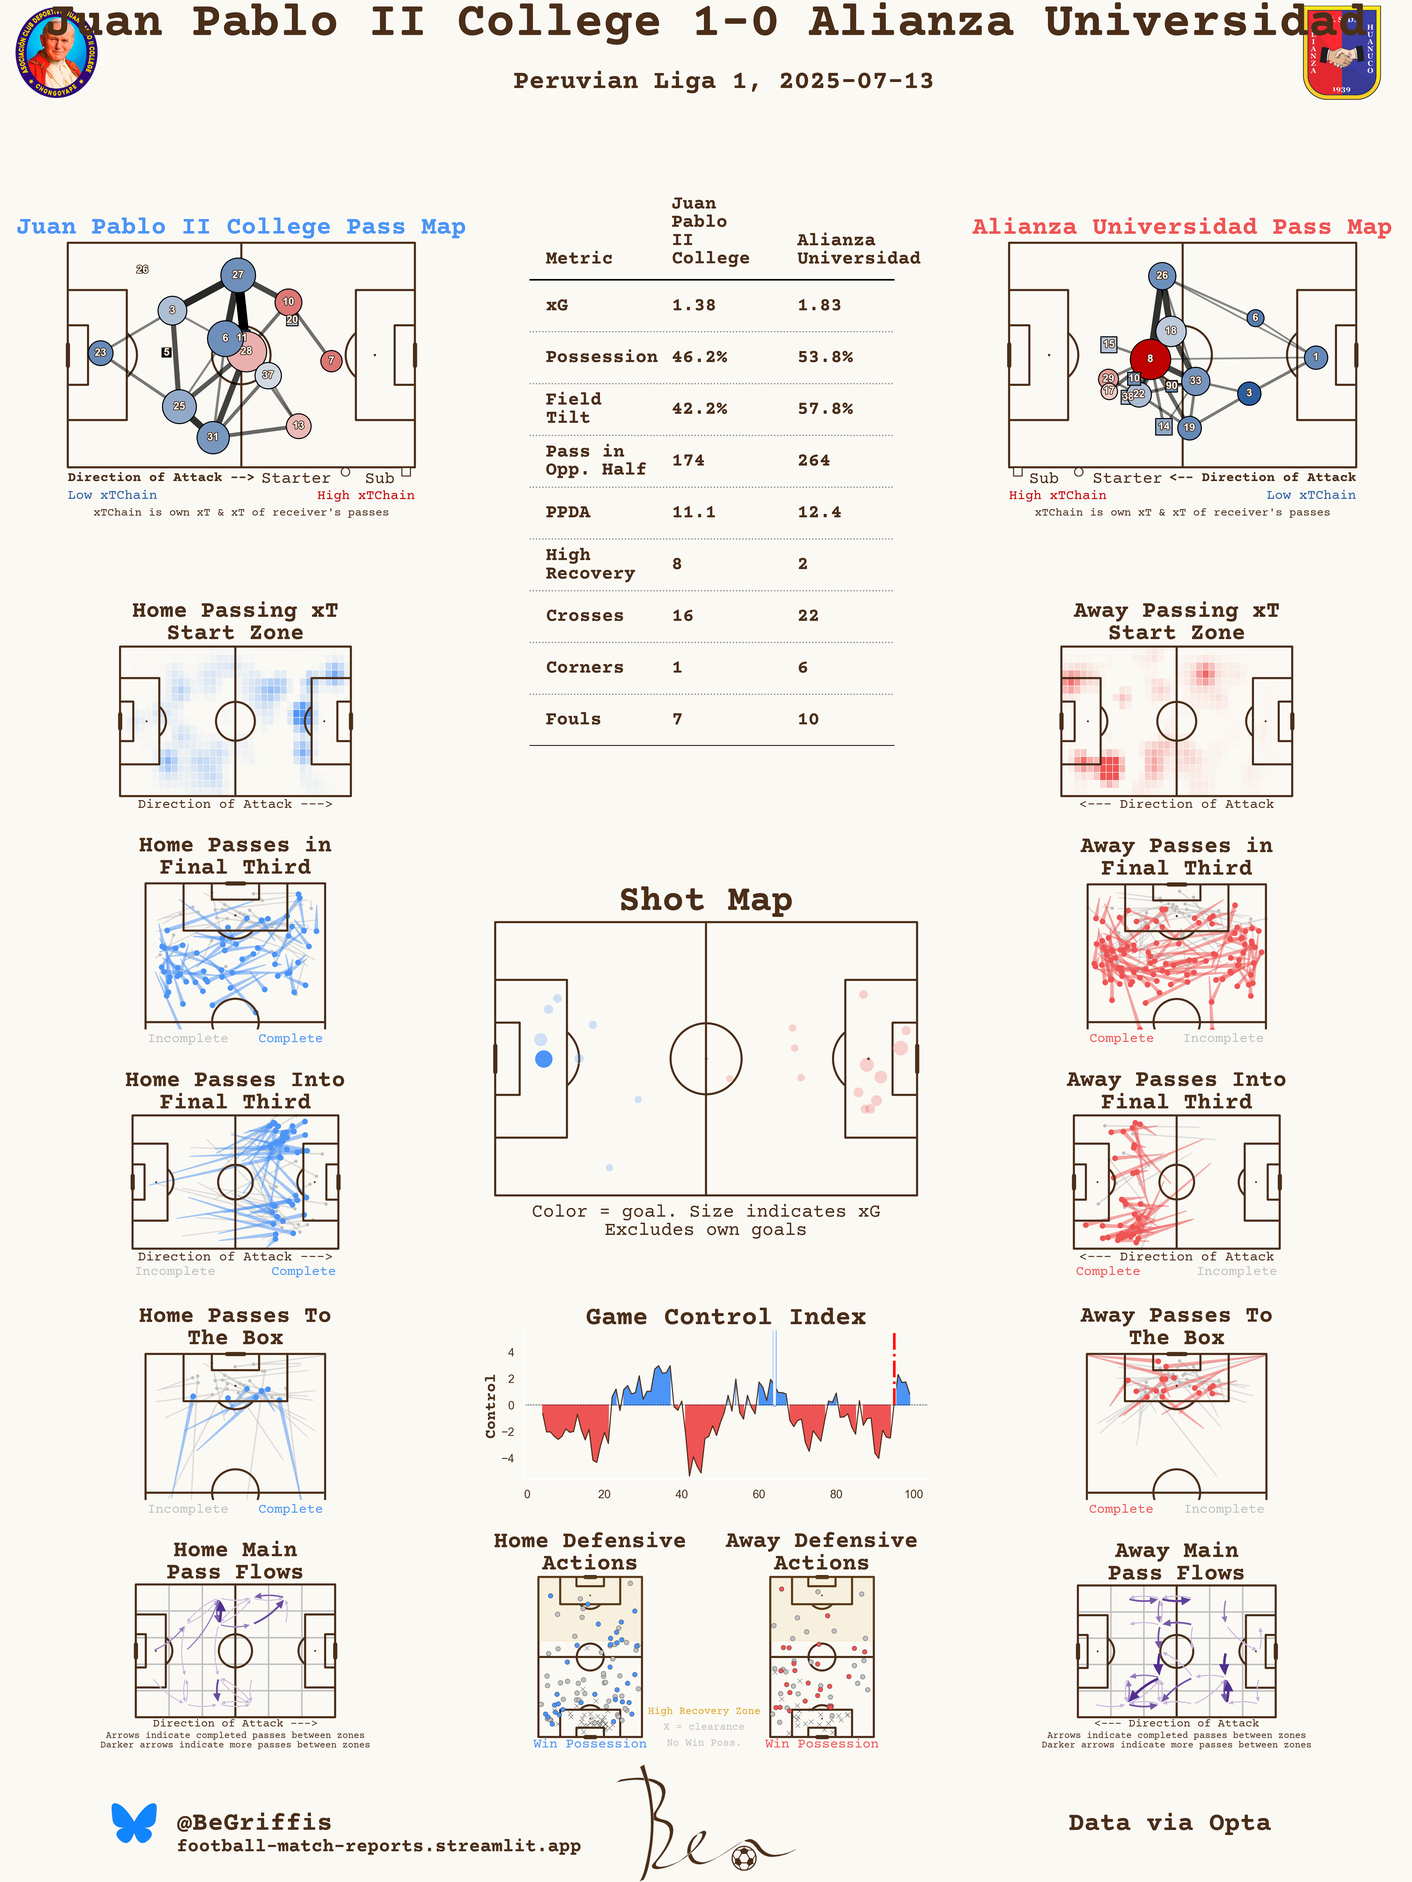 Juan Pablo II College 1-0 Alianza Universidad
Peruvian Liga 1, 2025-07-13
ASOCIACIÓN CLUB DEPORTIVO JUAN PABLO II COLLEGE
CHONGOYAPE
ALIANZA
HUANUCO
1939
Juan Pablo II College Pass Map
26
27
3
10
20
6
11
28
5
23
7
37
25
13
31
Direction of Attack --> Starter Sub
Low xTChain High xTChain
xTChain is own xT & xT of receiver's passes
Metric Juan Pablo II College Alianza Universidad
xG 1.38 1.83
Possession 46.2% 53.8%
Field Tilt 42.2% 57.8%
Pass in Opp. Half 174 264
PPDA 11.1 12.4
High Recovery 8 2
Crosses 16 22
Corners 1 6
Fouls 7 10
Alianza Universidad Pass Map
26
6
18
15
8
1
29
10
33
17
38
22
90
3
14
19
Sub Starter <-- Direction of Attack
High xTChain Low xTChain
xTChain is own xT & xT of receiver's passes
Home Passing xT
Start Zone
Direction of Attack --->
Away Passing xT
Start Zone
<--- Direction of Attack
Home Passes in
Final Third
Incomplete Complete
Away Passes in
Final Third
Complete Incomplete
Shot Map
Color = goal. Size indicates xG
Excludes own goals
Home Passes Into
Final Third
Direction of Attack --->
Incomplete Complete
Away Passes Into
Final Third
<--- Direction of Attack
Complete Incomplete
Home Passes To
The Box
Incomplete Complete
Game Control Index
Control
4
2
0
−2
−4
0 20 40 60 80 100
Away Passes To
The Box
Complete Incomplete
Home Main
Pass Flows
Direction of Attack --->
Arrows indicate completed passes between zones
Darker arrows indicate more passes between zones
Home Defensive
Actions
Win Possession
Away Defensive
Actions
Win Possession
High Recovery Zone
X = clearance
No Win Poss.
Away Main
Pass Flows
<--- Direction of Attack
Arrows indicate completed passes between zones
Darker arrows indicate more passes between zones
@BeGriffis
football-match-reports.streamlit.app
Ben
Data via Opta